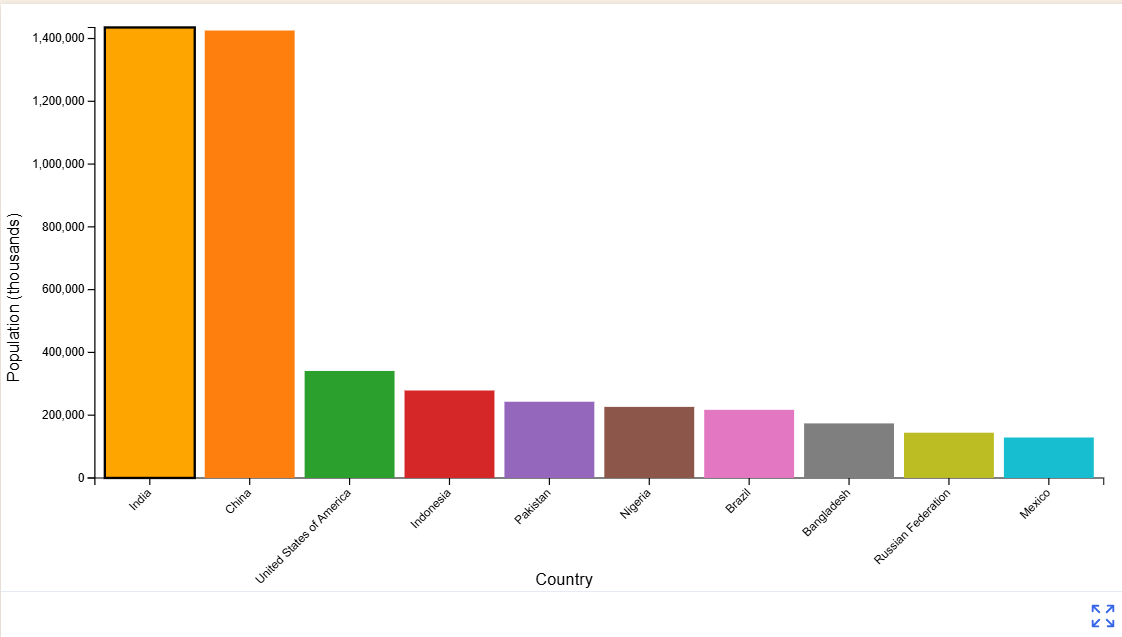 1,400,000
1,200,000
1,000,000
800,000
600,000
400,000
200,000
0
Population (thousands)
India
China
United States of America
Indonesia
Pakistan
Nigeria
Brazil
Bangladesh
Russian Federation
Mexico
Country